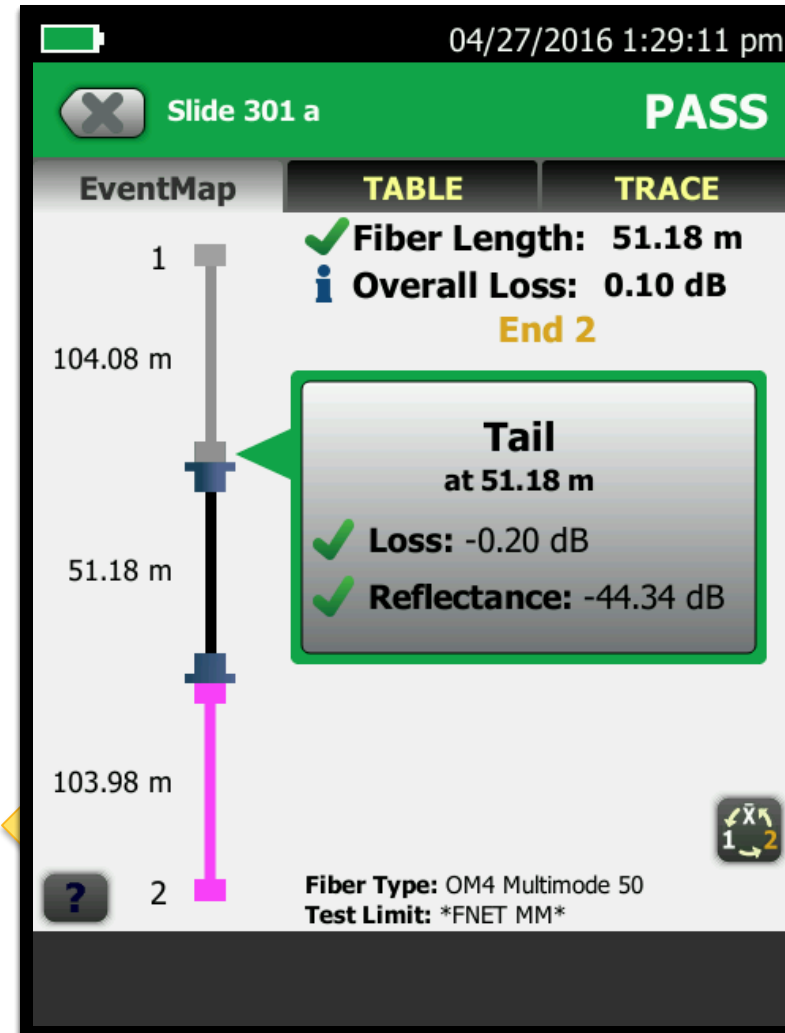 04/27/2016 1:29:11 pm
Slide 301 a
PASS
EventMap
TABLE
TRACE
Fiber Length: 51.18 m
Overall Loss: 0.10 dB
End 2
1
104.08 m
Tail
at 51.18 m
Loss: -0.20 dB
Reflectance: -44.34 dB
51.18 m
103.98 m
2
x̄
1 2
?
Fiber Type: OM4 Multimode 50
Test Limit: *FNET MM*